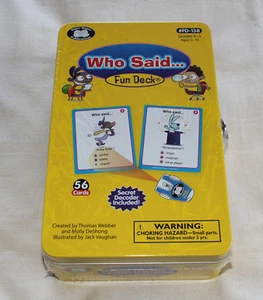 #FD-138
Who Said...
Fun Deck®
Who said...
Who said...
56
Cards
Secret
Decoder
Included!
Created by Thomas Webber
and Molly DeShong
Illustrated by Jack Vaughan
WARNING:
CHOKING HAZARD—Small parts.
Not for children under 3 yrs.